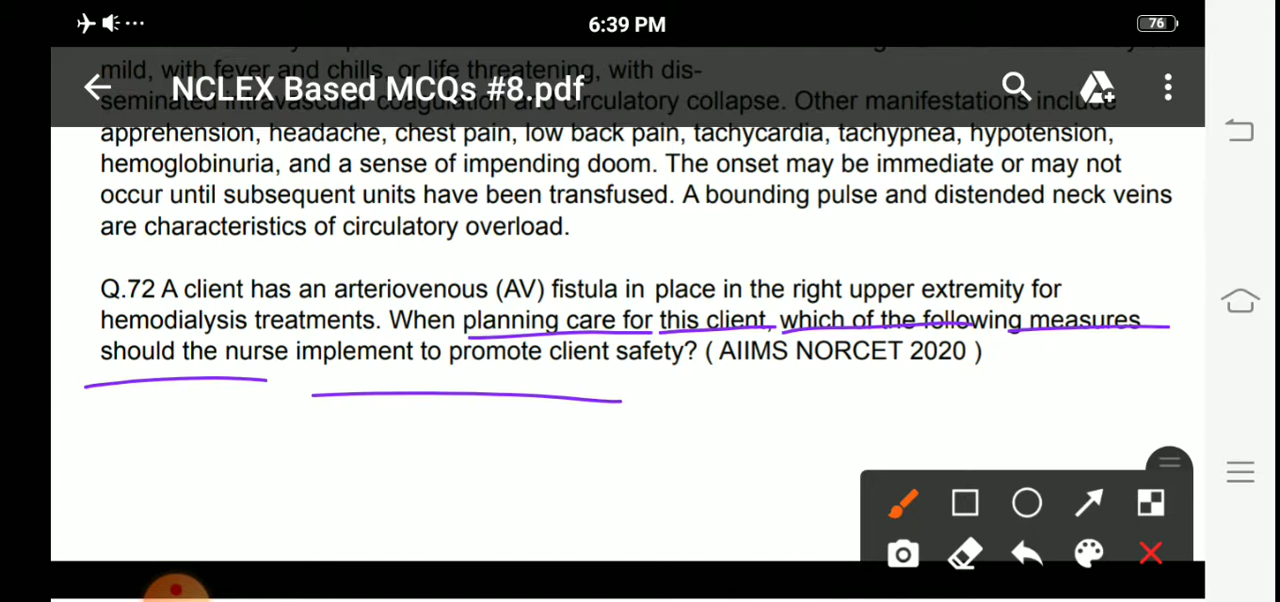 6:39 PM
76
NCLEX Based MCQs #8.pdf
mild, with fever and chills, or life threatening, with dis-
seminated intravascular coagulation and circulatory collapse. Other manifestations include
apprehension, headache, chest pain, low back pain, tachycardia, tachypnea, hypotension,
hemoglobinuria, and a sense of impending doom. The onset may be immediate or may not
occur until subsequent units have been transfused. A bounding pulse and distended neck veins
are characteristics of circulatory overload.
Q.72 A client has an arteriovenous (AV) fistula in place in the right upper extremity for
hemodialysis treatments. When planning care for this client, which of the following measures
should the nurse implement to promote client safety? ( AIIMS NORCET 2020 )